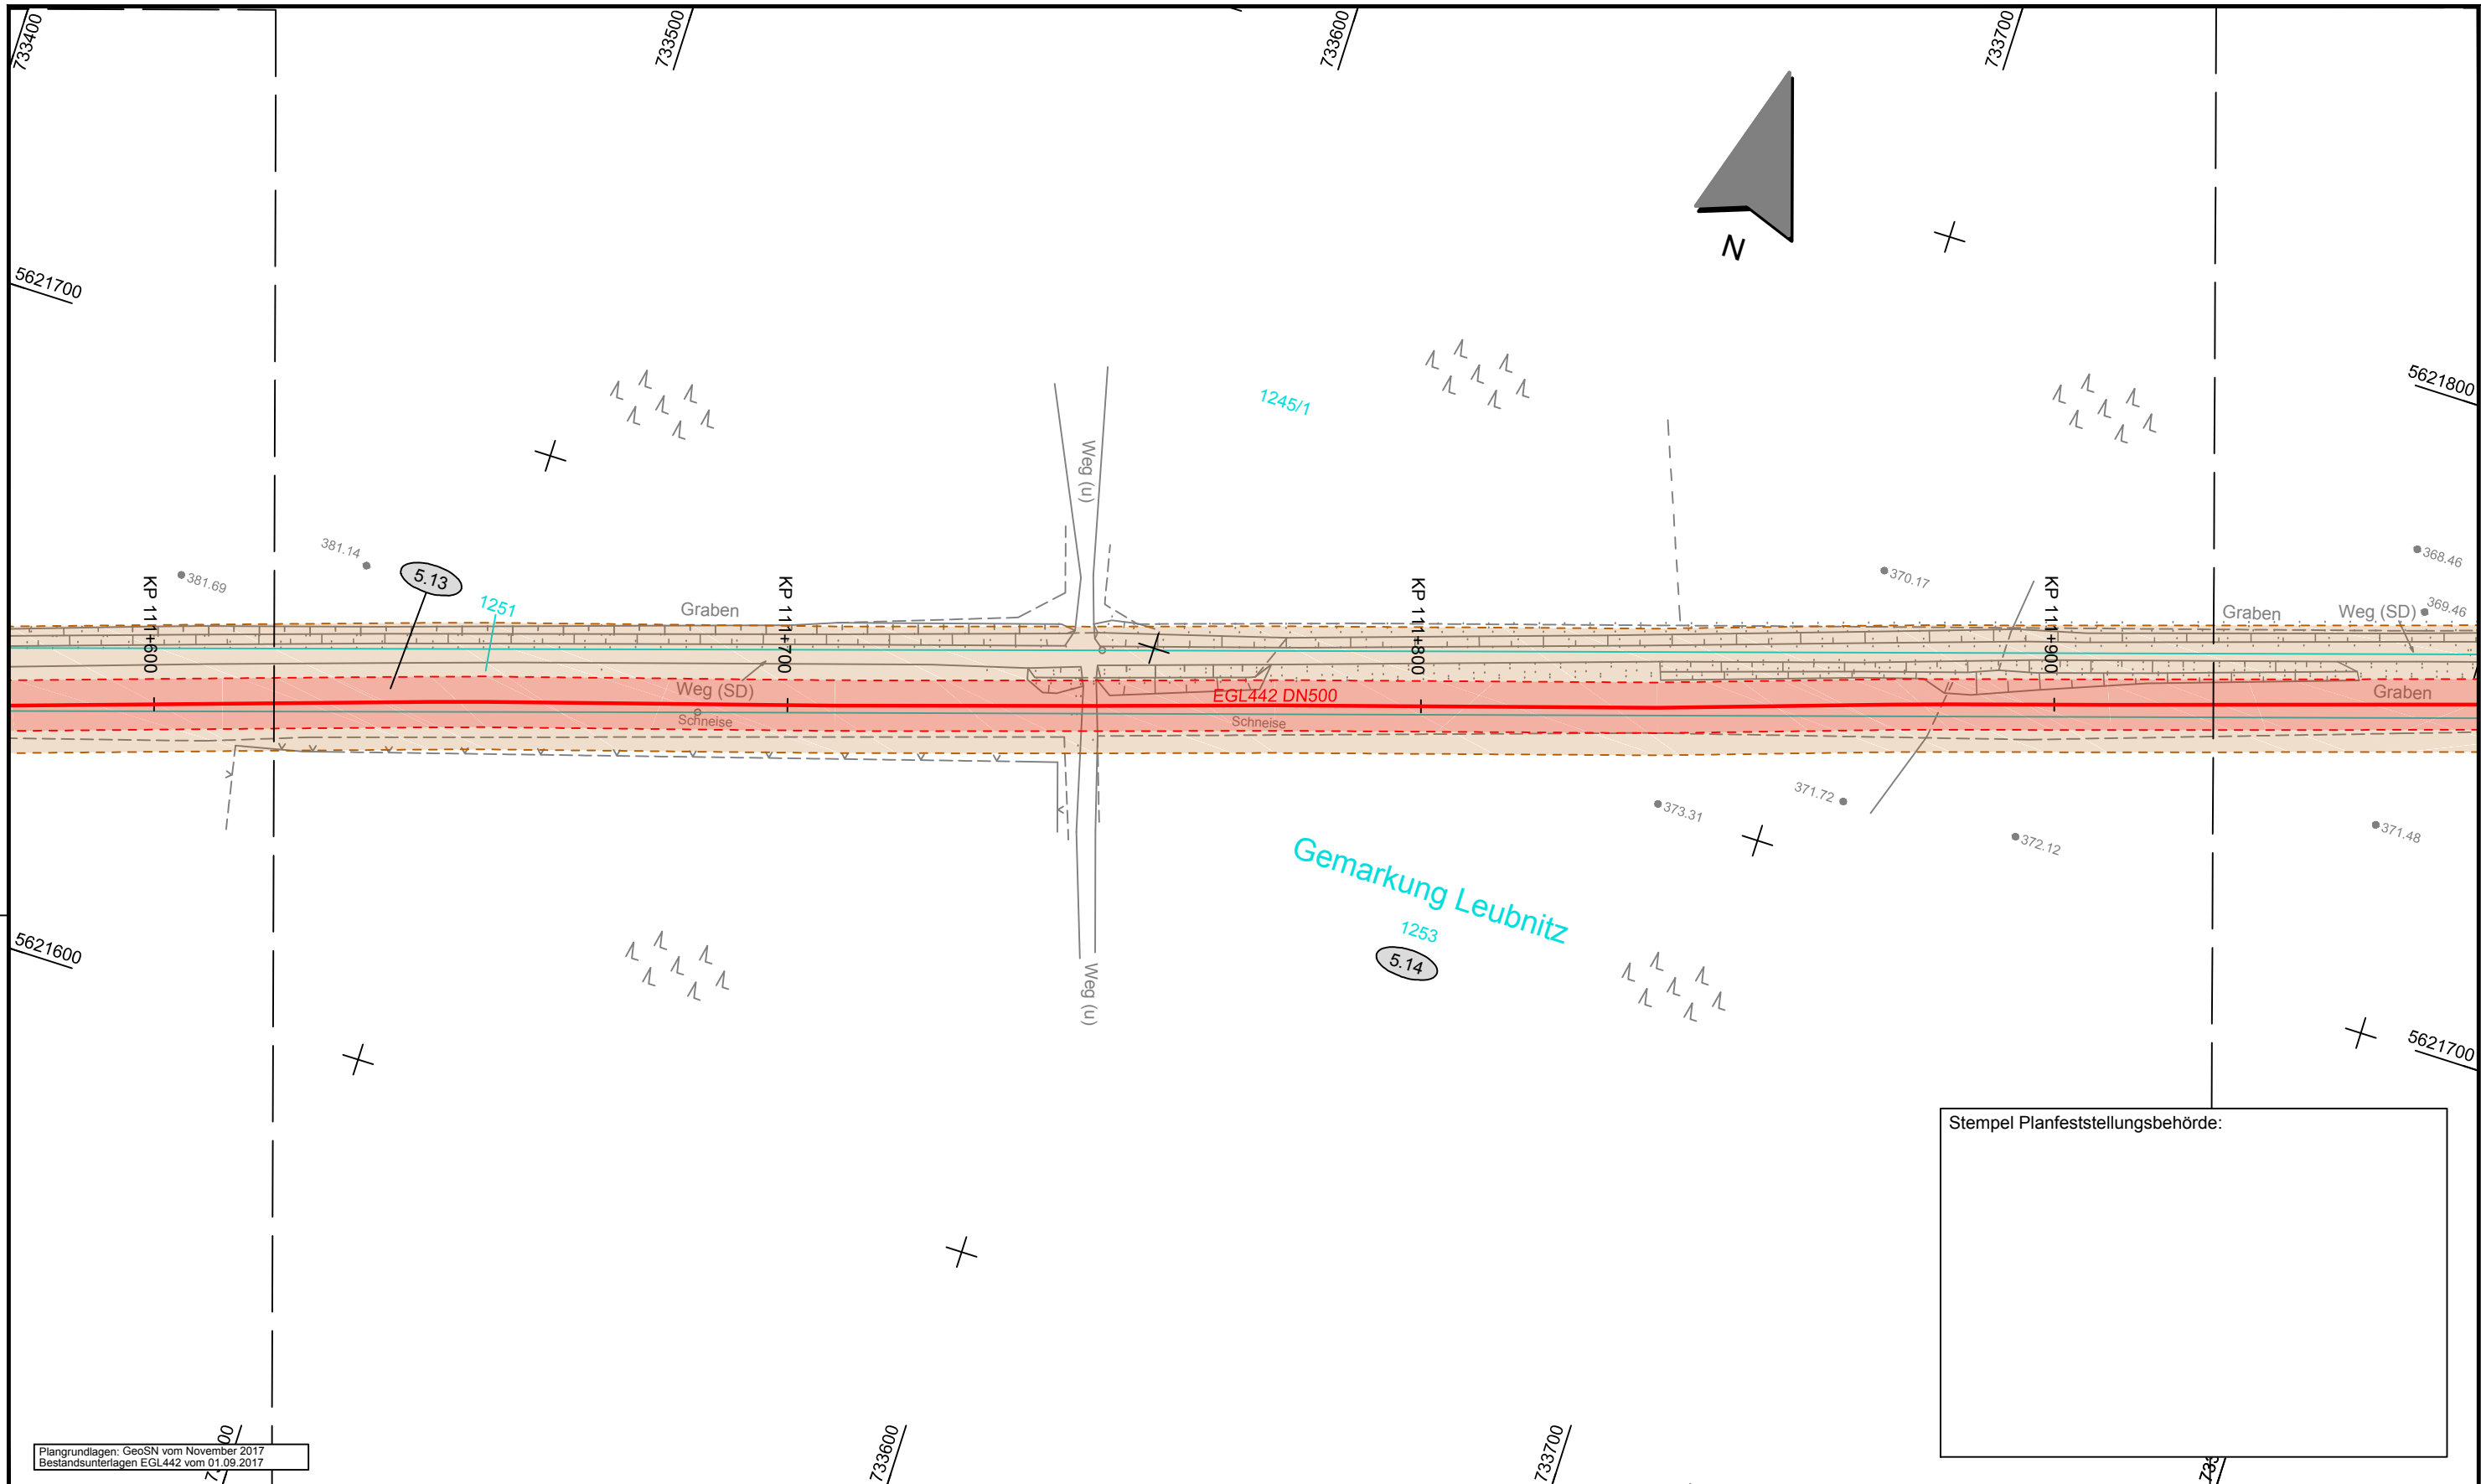 733400
733500
733600
733700
N
5621700
5621800
1245/1
Weg (u)
381.14
381.69
5.13
1251
KP 111+600
Graben
KP 111+700
KP 111+800
370.17
KP 111+900
368.46
369.46
Graben
Weg (SD)
Weg (SD)
EGL442 DN500
Graben
Schneise
Schneise
373.31
371.72
372.12
371.48
Gemarkung Leubnitz
1253
5.14
5621600
Weg (u)
5621700
Stempel Planfeststellungsbehörde:
733600
733700
Plangrundlagen: GeoSN vom November 2017
Bestandsunterlagen EGL442 vom 01.09.2017